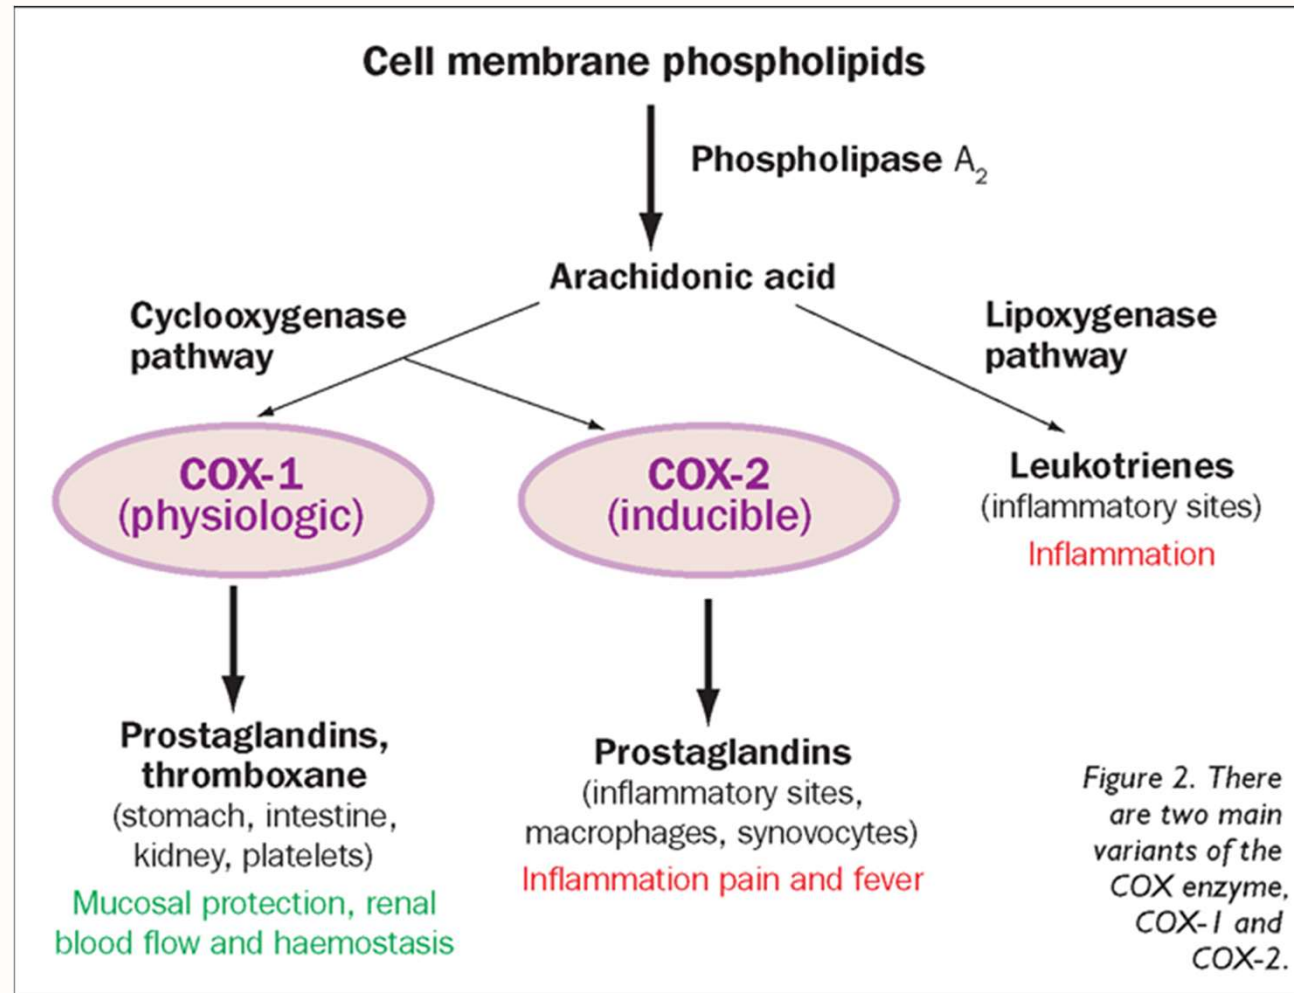 Cell membrane phospholipids
Phospholipase A₂
Arachidonic acid
Cyclooxygenase
pathway
Lipoxygenase
pathway
COX-1
(physiologic)
COX-2
(inducible)
Leukotrienes
(inflammatory sites)
Inflammation
Prostaglandins,
thromboxane
(stomach, intestine,
kidney, platelets)
Mucosal protection, renal
blood flow and haemostasis
Prostaglandins
(inflammatory sites,
macrophages, synovocytes)
Inflammation pain and fever
Figure 2. There
are two main
variants of the
COX enzyme,
COX-1 and
COX-2.